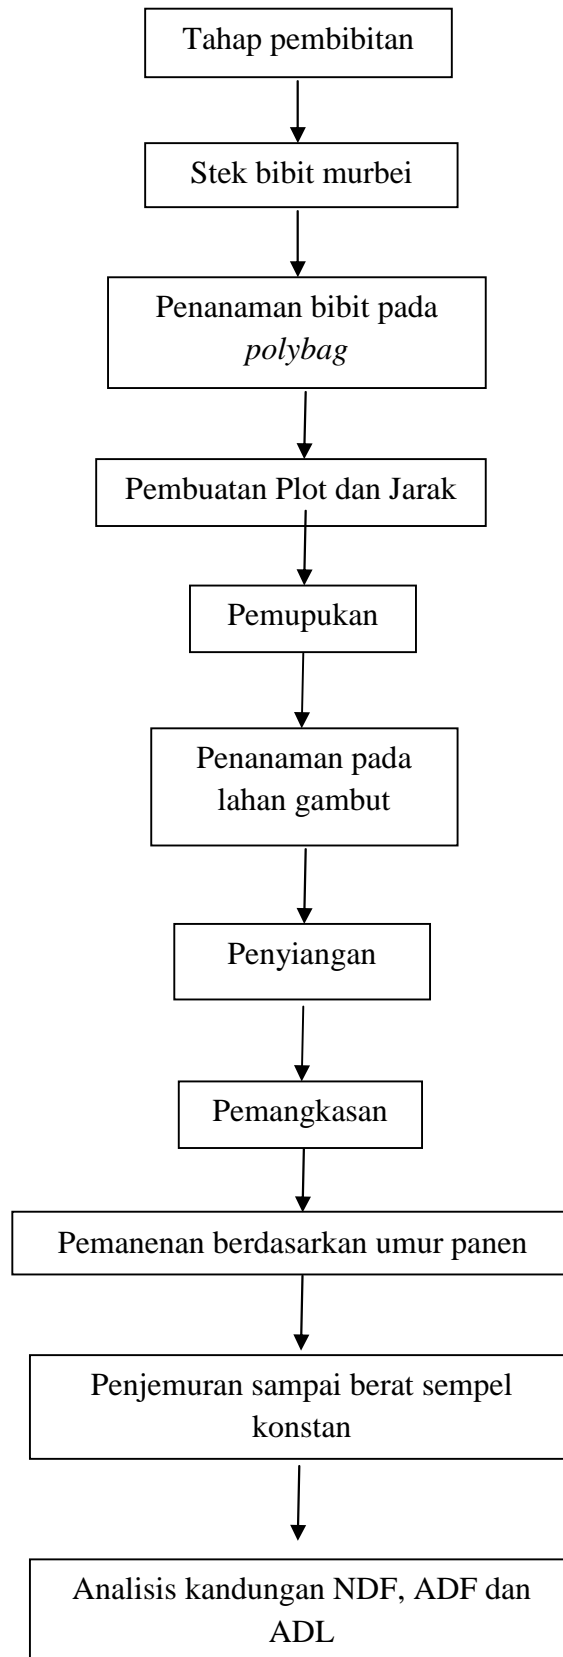 Tahap pembibitan
Stek bibit murbei
Penanaman bibit pada
polybag
Pembuatan Plot dan Jarak
Pemupukan
Penanaman pada
lahan gambut
Penyiangan
Pemangkasan
Pemanenan berdasarkan umur panen
Penjemuran sampai berat sempel
konstan
Analisis kandungan NDF, ADF dan
ADL